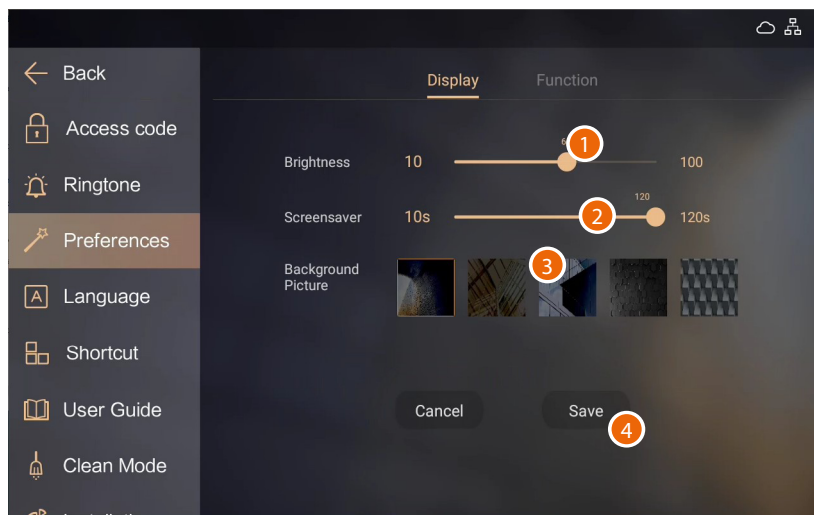 Back
Display
Function
Access code
1
Brightness
10
100
Ringtone
120
Screensaver
10s
2
120s
Preferences
3
Background
Picture
A
Language
Shortcut
User Guide
Cancel
Save
4
Clean Mode